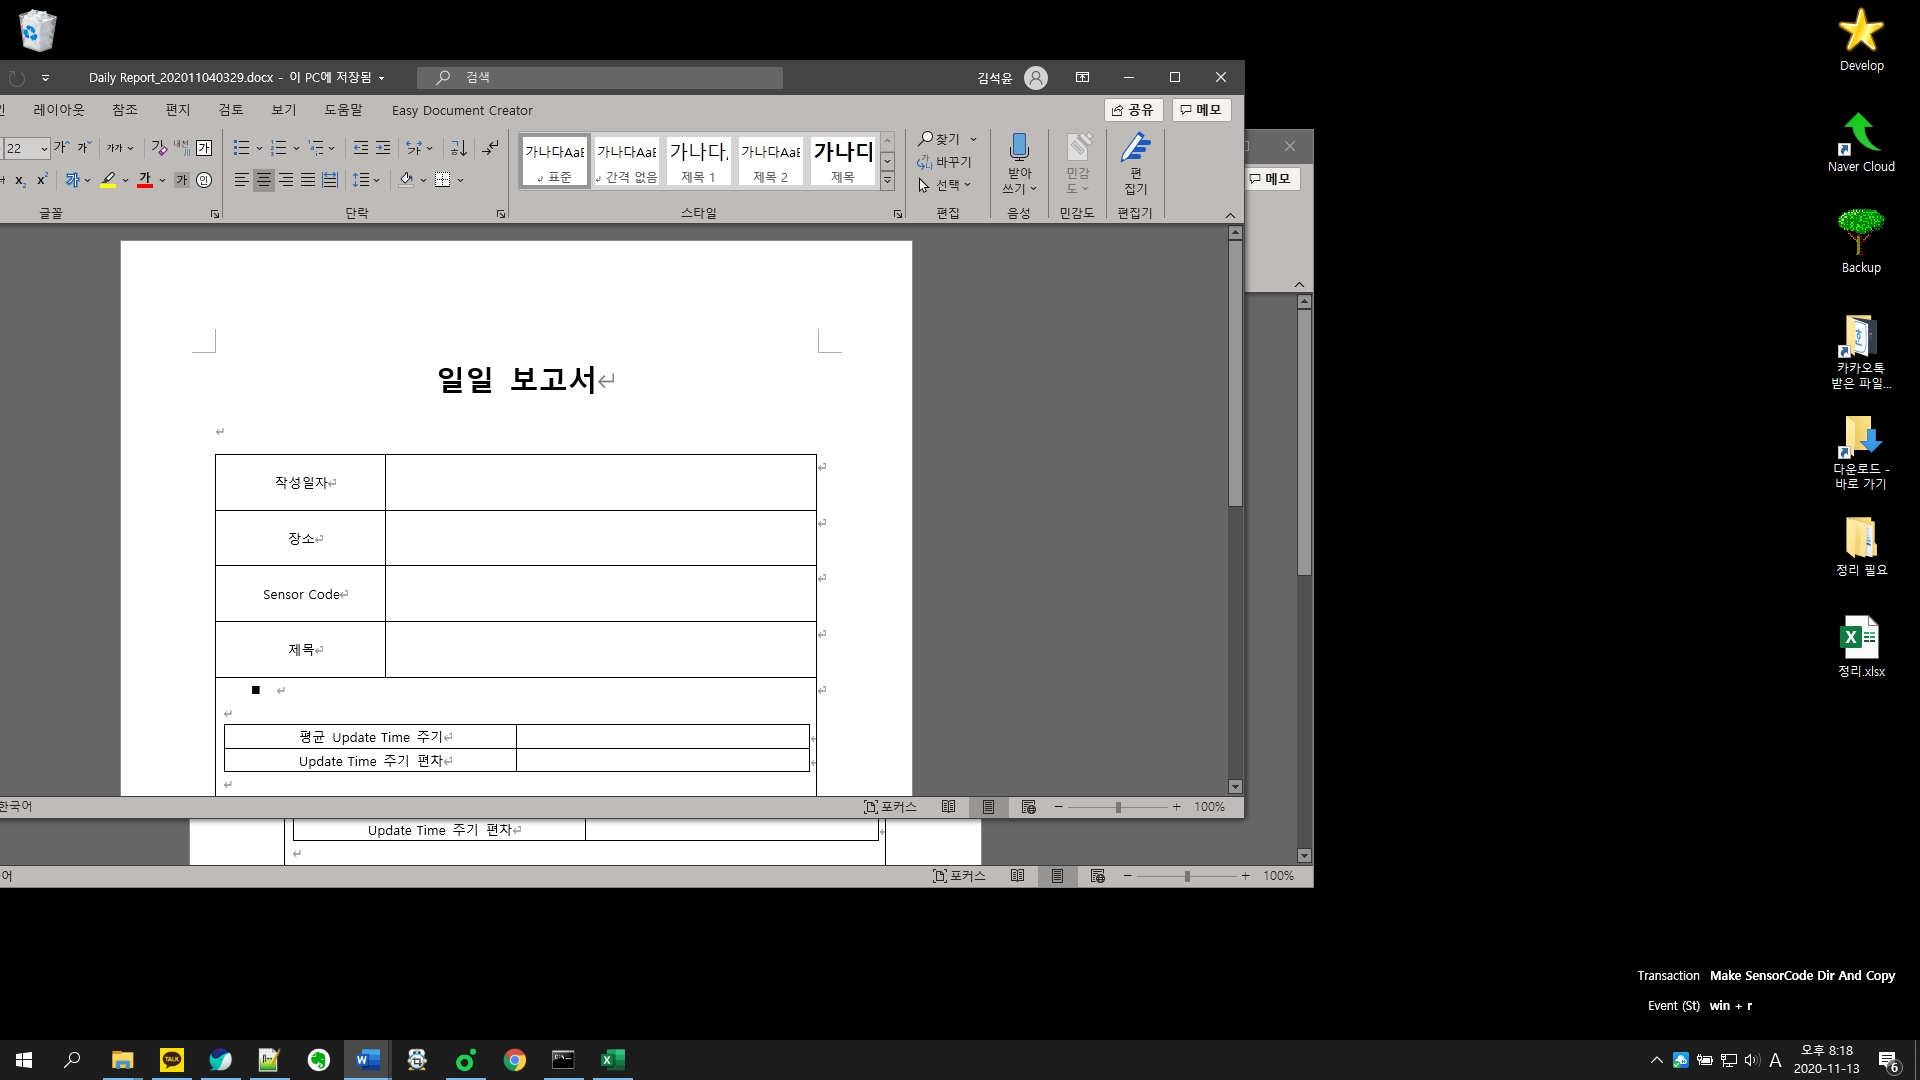 Daily Report_202011040329.docx - 이 PC에 저장됨
검색
김석윤
레이아웃 참조 편지 검토 보기 도움말 Easy Document Creator
공유 메모
22
가나다AaB 가나다AaB 가나다, 가나다AaB 가나다
표준 간격 없음 제목 1 제목 2 제목
찾기
바꾸기
선택
받아
쓰기
민감
도
편
집기
글꼴 단락 스타일 편집 음성 민감도 편집기
메모
일일 보고서
작성일자
장소
Sensor Code
제목
평균 Update Time 주기
Update Time 주기 편차
한국어
포커스
100%
Update Time 주기 편차
어
포커스
100%
Develop
Naver Cloud
Backup
카카오톡
받은 파일...
다운로드 -
바로 가기
정리 필요
정리.xlsx
Transaction Make SensorCode Dir And Copy
Event (St) win + r
TALK
A
오후 8:18
2020-11-13
6